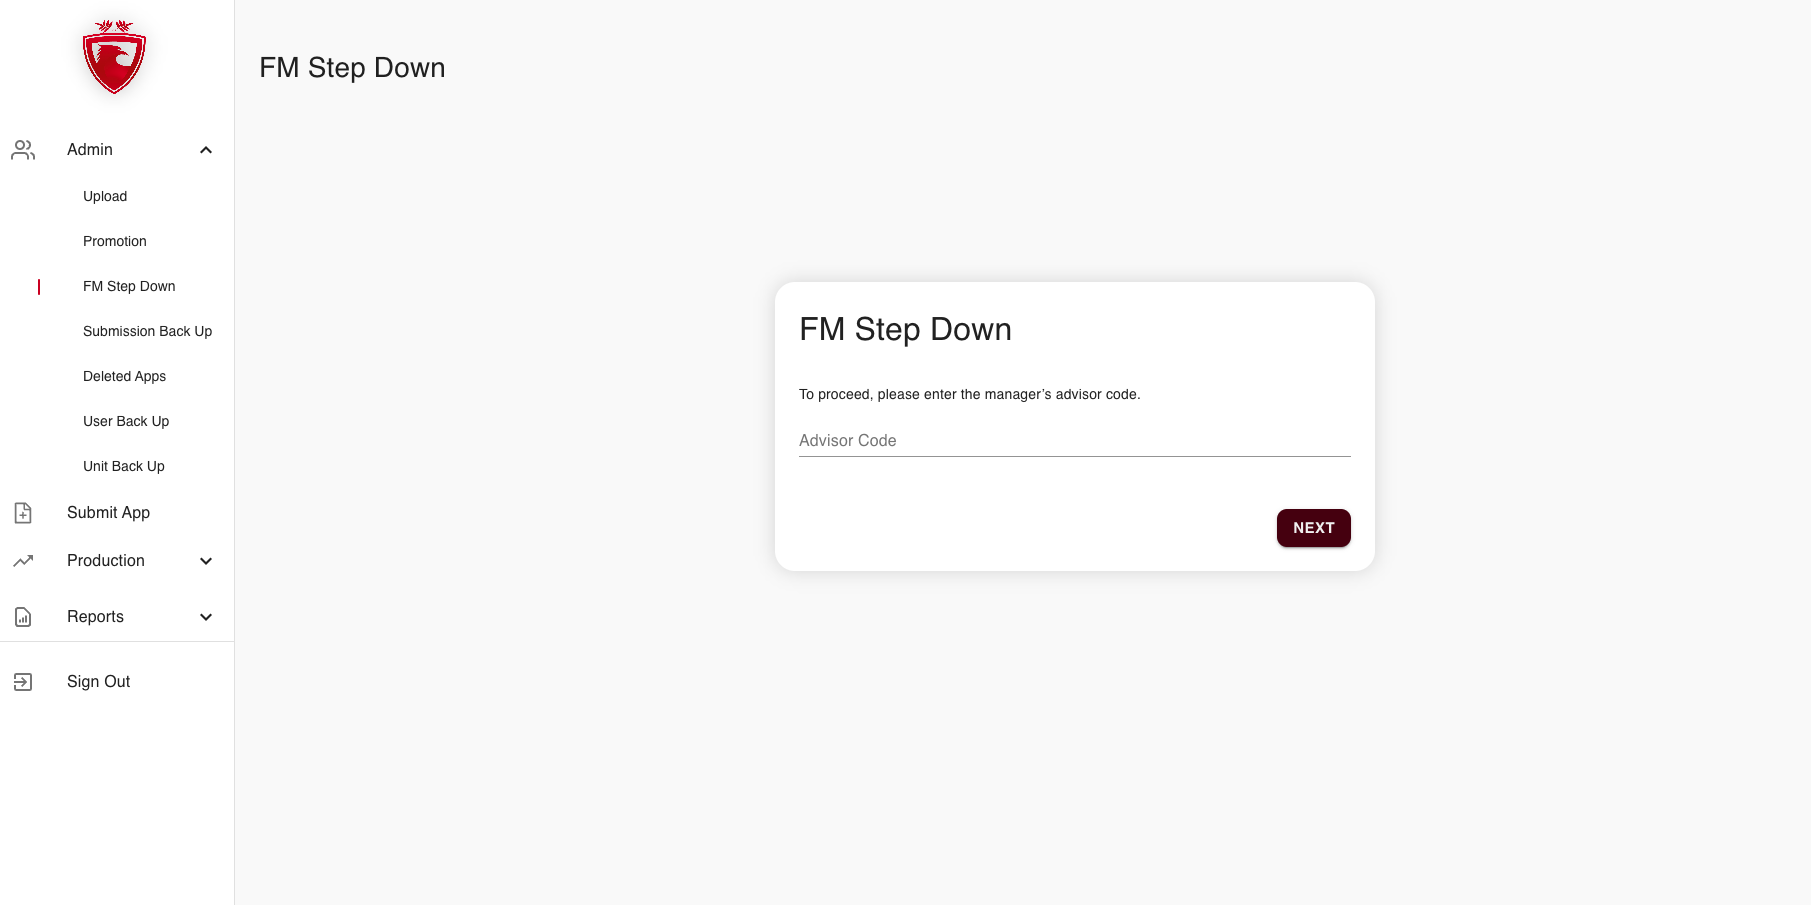 FM Step Down
Admin
Upload
Promotion
FM Step Down
Submission Back Up
Deleted Apps
User Back Up
Unit Back Up
Submit App
Production
Reports
Sign Out
FM Step Down
To proceed, please enter the manager’s advisor code.
Advisor Code
NEXT